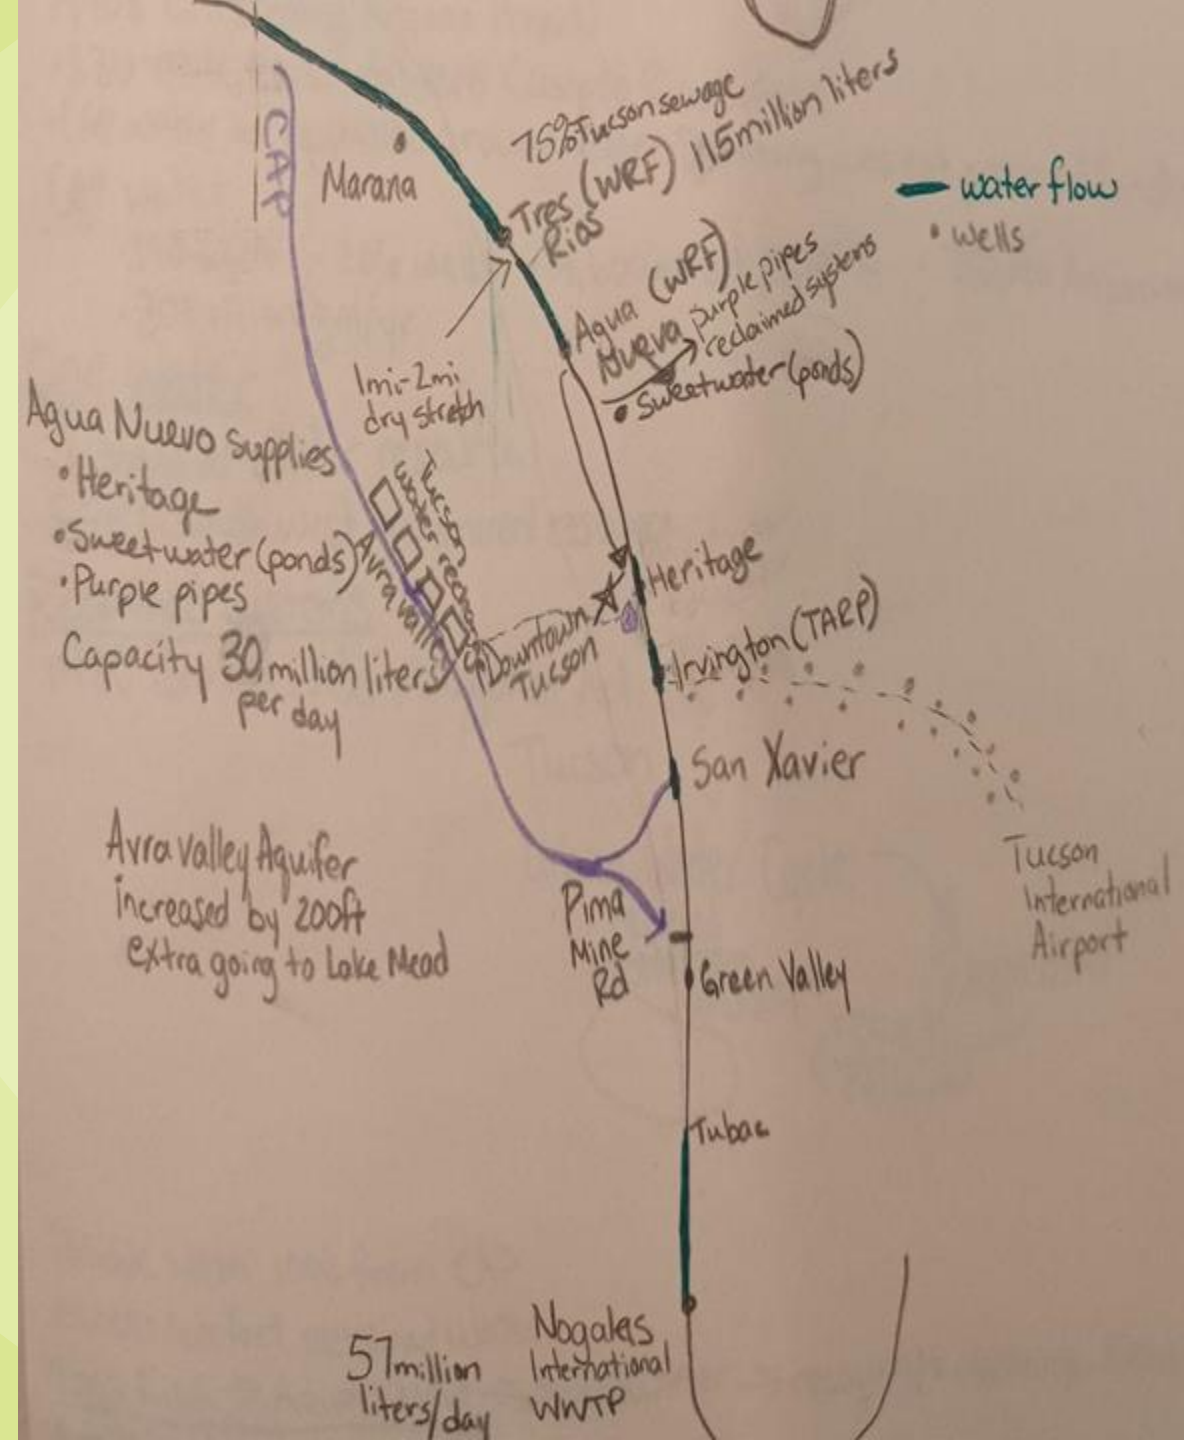 CAP
Marana
75% Tucson sewage
Tres (WRF) 115 million liters
Rios
water flow
wells
Agua (WRF)
Nueva purple pipes
reclaimed systems
Sweetwater (ponds)
1mi-2mi
dry stretch
Agua Nuevo Supplies
• Heritage
• Sweetwater (ponds)
• Purple pipes
Capacity 30 million liters
per day
Tucson
water
Avra Valley
Downtown
Tucson
Heritage
Irvington (TARP)
San Xavier
Tucson
International
Airport
Avra Valley Aquifer
increased by 200ft
extra going to Lake Mead
Pima
Mine
Rd
Green Valley
Tubac
Nogales
International
WWTP
57 million
liters/day